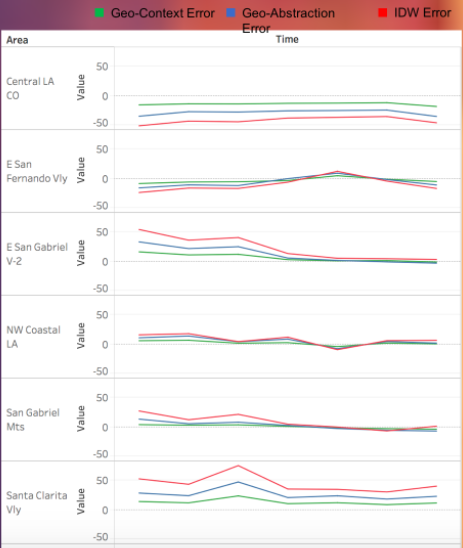 Geo-Context Error Geo-Abstraction Error IDW Error
Area Time
Central LA CO
Value
50
0
-50
E San Fernando Vly
Value
50
0
-50
E San Gabriel V-2
Value
50
0
-50
NW Coastal LA
Value
50
0
-50
San Gabriel Mts
Value
50
0
-50
Santa Clarita Vly
Value
50
0
-50